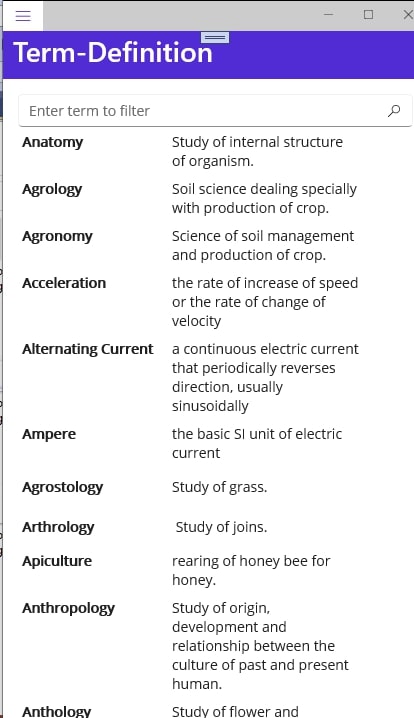 Term-Definition
Enter term to filter
Anatomy Study of internal structure
of organism.
Agrology Soil science dealing specially
with production of crop.
Agronomy Science of soil management
and production of crop.
Acceleration the rate of increase of speed
or the rate of change of
velocity
Alternating Current a continuous electric current
that periodically reverses
direction, usually
sinusoidally
Ampere the basic SI unit of electric
current
Agrostology Study of grass.
Arthrology Study of joins.
Apiculture rearing of honey bee for
honey.
Anthropology Study of origin,
development and
relationship between the
culture of past and present
human.
Anthology Study of flower and